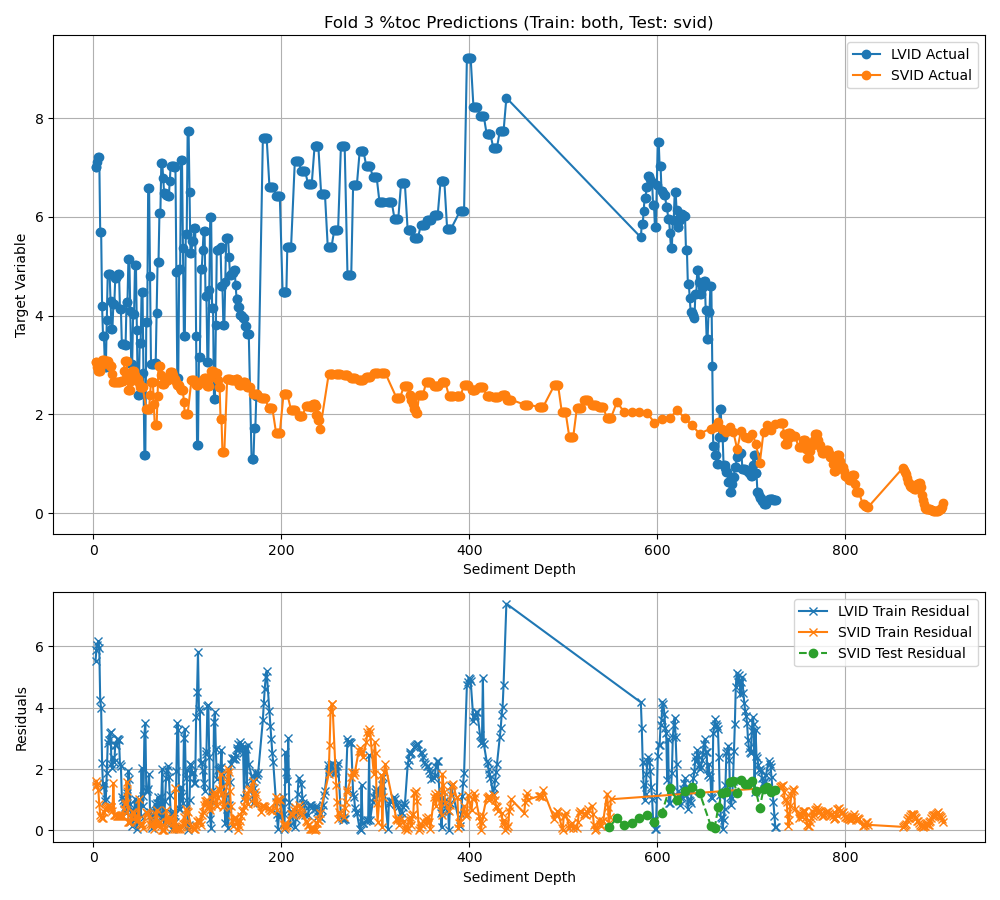 Fold 3 %toc Predictions (Train: both, Test: svid)
LVID Actual
SVID Actual
Target Variable
8
6
4
2
0
0 200 400 600 800
Sediment Depth
LVID Train Residual
SVID Train Residual
SVID Test Residual
Residuals
6
4
2
0
0 200 400 600 800
Sediment Depth